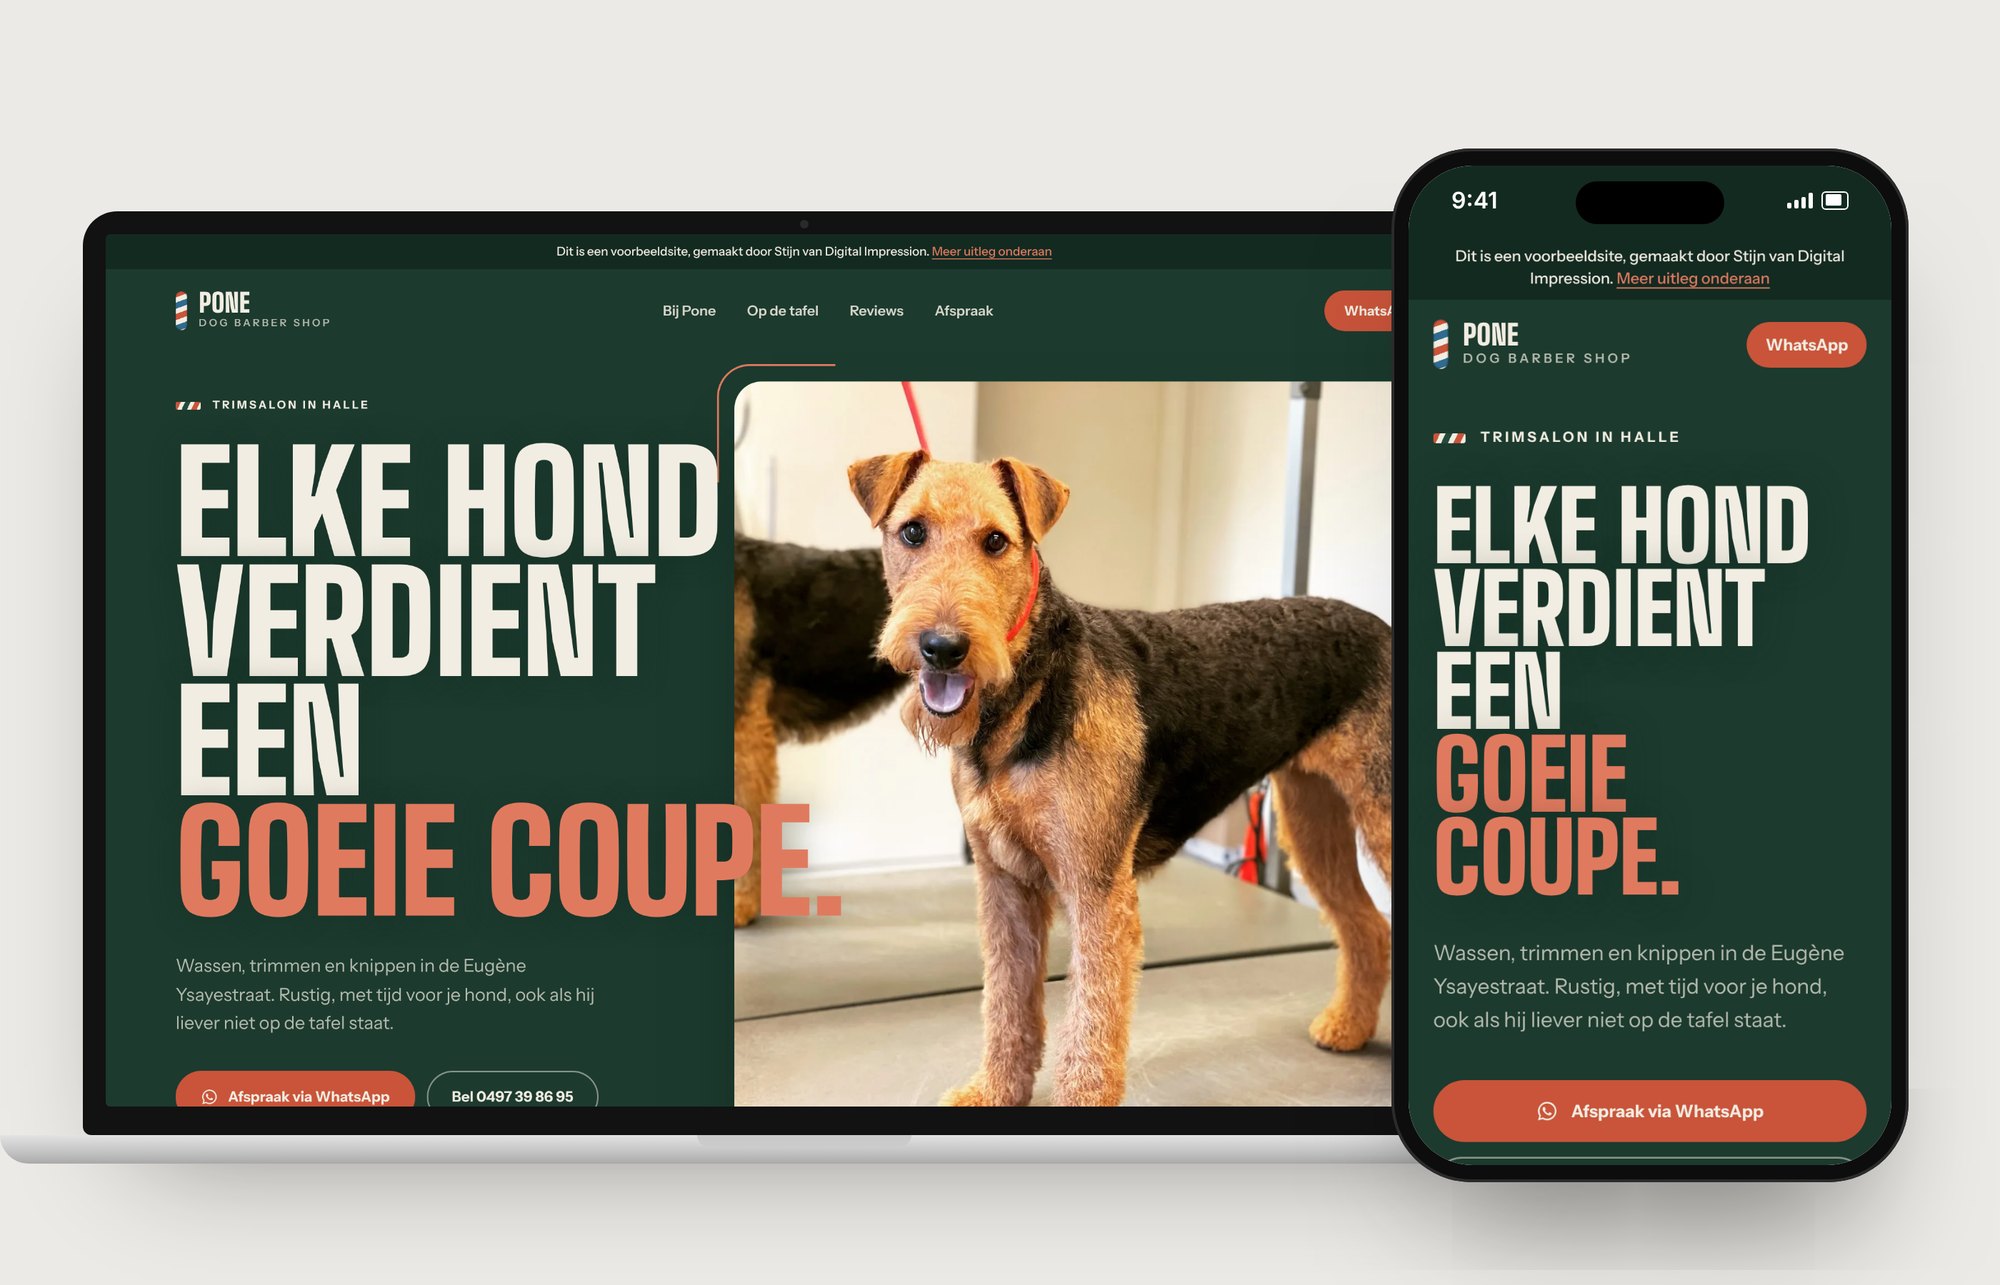 Dit is een voorbeeldsite, gemaakt door Stijn van Digital Impression. Meer uitleg onderaan
PONE
DOG BARBER SHOP
Bij Pone
Op de tafel
Reviews
Afspraak
TRIMSALON IN HALLE
ELKE HOND
VERDIENT
EEN
GOEIE COUPE.
Wassen, trimmen en knippen in de Eugène
Ysayestraat. Rustig, met tijd voor je hond, ook als hij
liever niet op de tafel staat.
Afspraak via WhatsApp
Bel 0497 39 86 95
9:41
Dit is een voorbeeldsite, gemaakt door Stijn van Digital
Impression. Meer uitleg onderaan
PONE
DOG BARBER SHOP
WhatsApp
TRIMSALON IN HALLE
ELKE HOND
VERDIENT
EEN
GOEIE
COUPE.
Wassen, trimmen en knippen in de Eugène
Ysayestraat. Rustig, met tijd voor je hond,
ook als hij liever niet op de tafel staat.
Afspraak via WhatsApp